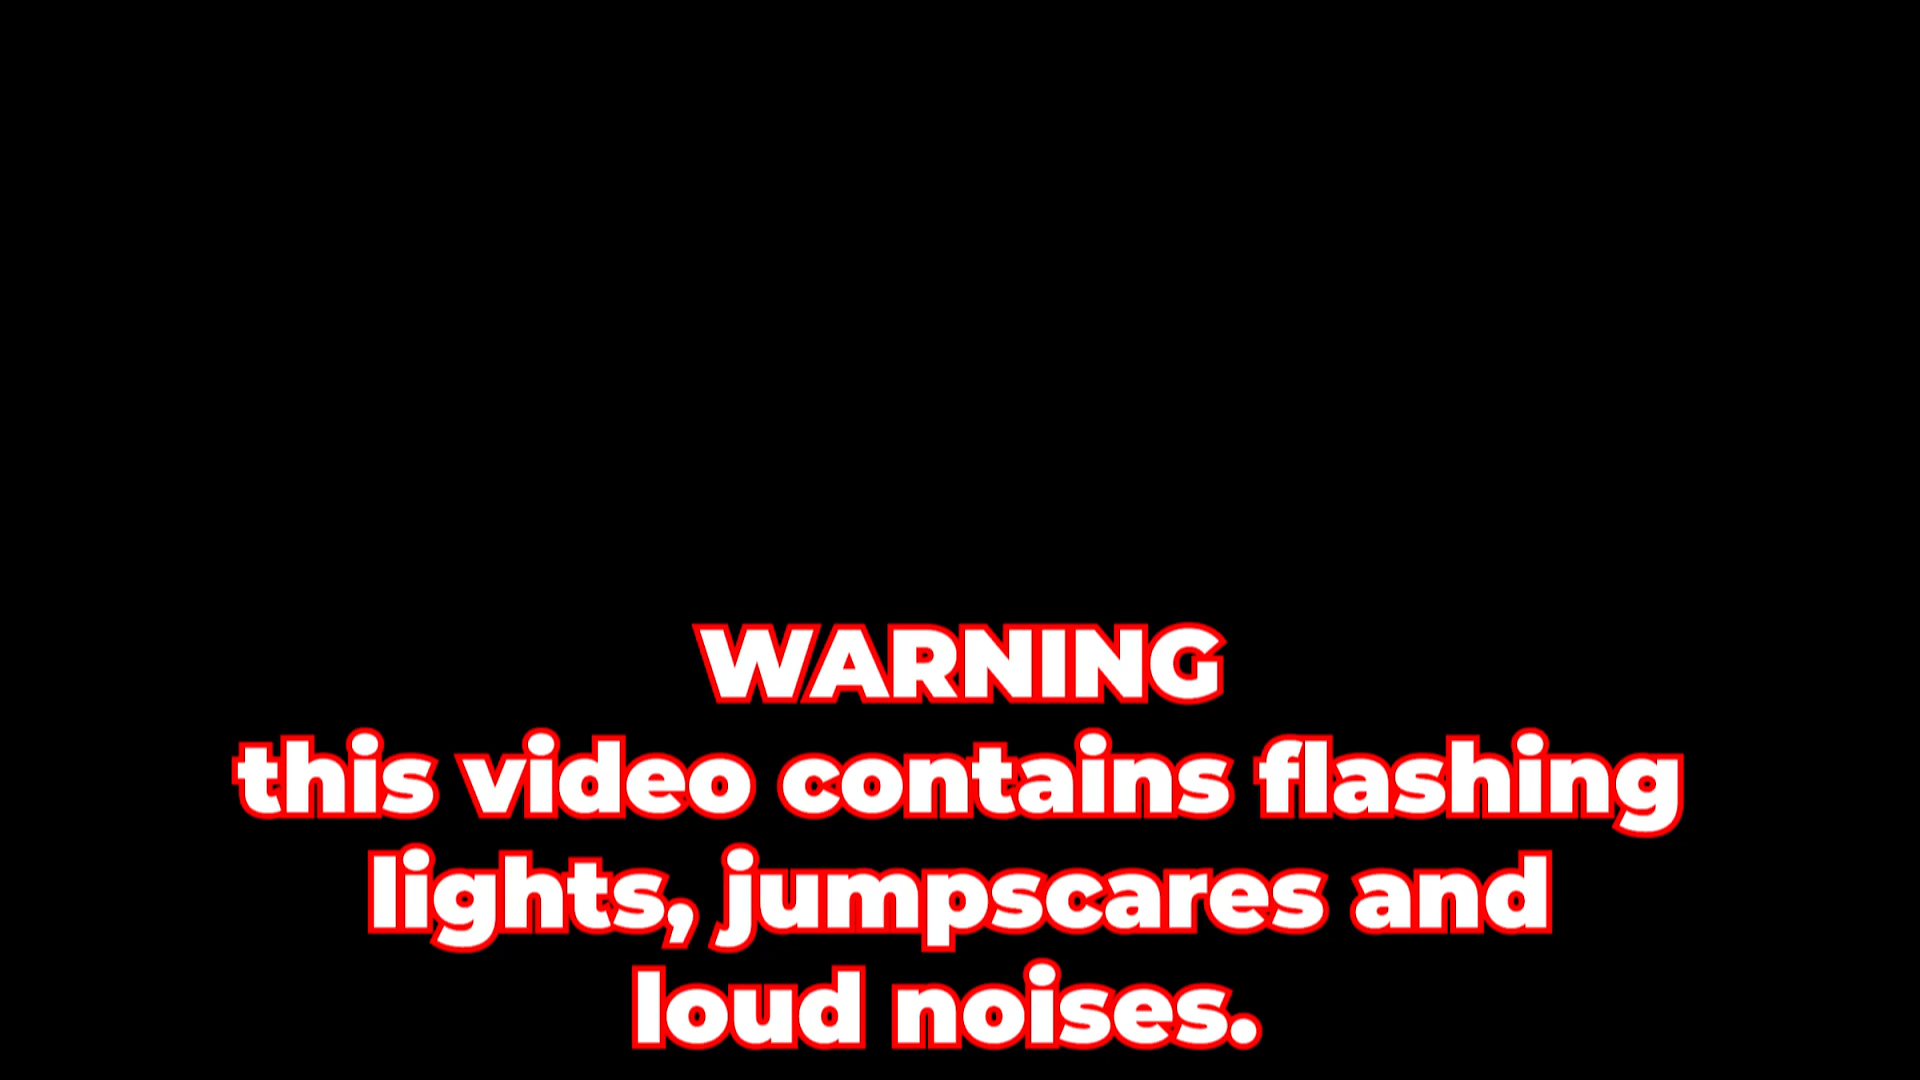 WARNING
this video contains flashing
lights, jumpscares and
loud noises.